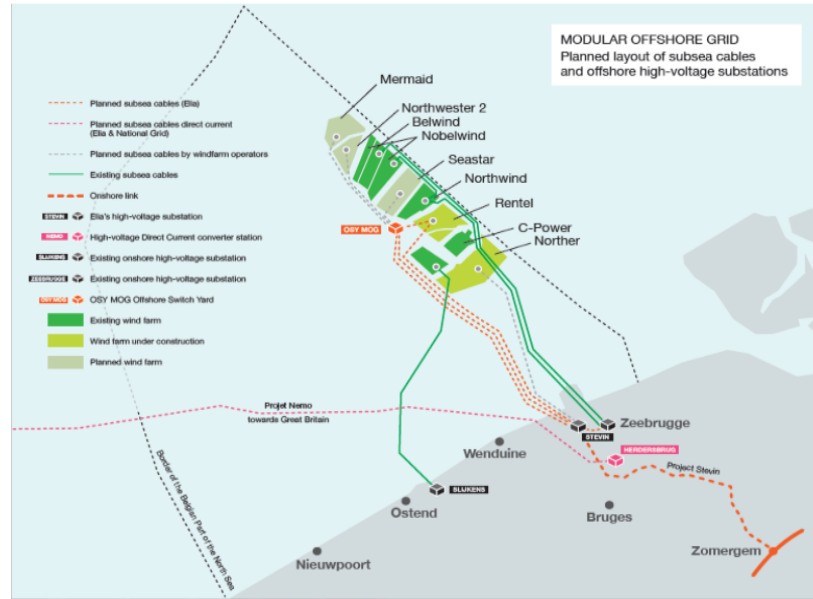 MODULAR OFFSHORE GRID
Planned layout of subsea cables
and offshore high-voltage substations
Mermaid
Northwester 2
Belwind
Nobelwind
Seastar
Northwind
Rentel
C-Power
Norther
Planned subsea cables (Elia)
Planned subsea cables direct current
(Elia & National Grid)
Planned subsea cables by windfarm operators
Existing subsea cables
Onshore link
STEVIN
Elia's high-voltage substation
NEMO
High-voltage Direct Current converter station
SLIJKENS
Existing onshore high-voltage substation
ZEEBRUGGE
Existing onshore high-voltage substation
OSY MOG
OSY MOG Offshore Switch Yard
Existing wind farm
Wind farm under construction
Planned wind farm
OSY MOG
Projet Nemo
towards Great Britain
Border of the Belgian Part of the North Sea
Zeebrugge
STEVIN
HERDERSBRUG
Wenduine
Project Stevin
SLIJKENS
Ostend
Bruges
Nieuwpoort
Zomergem